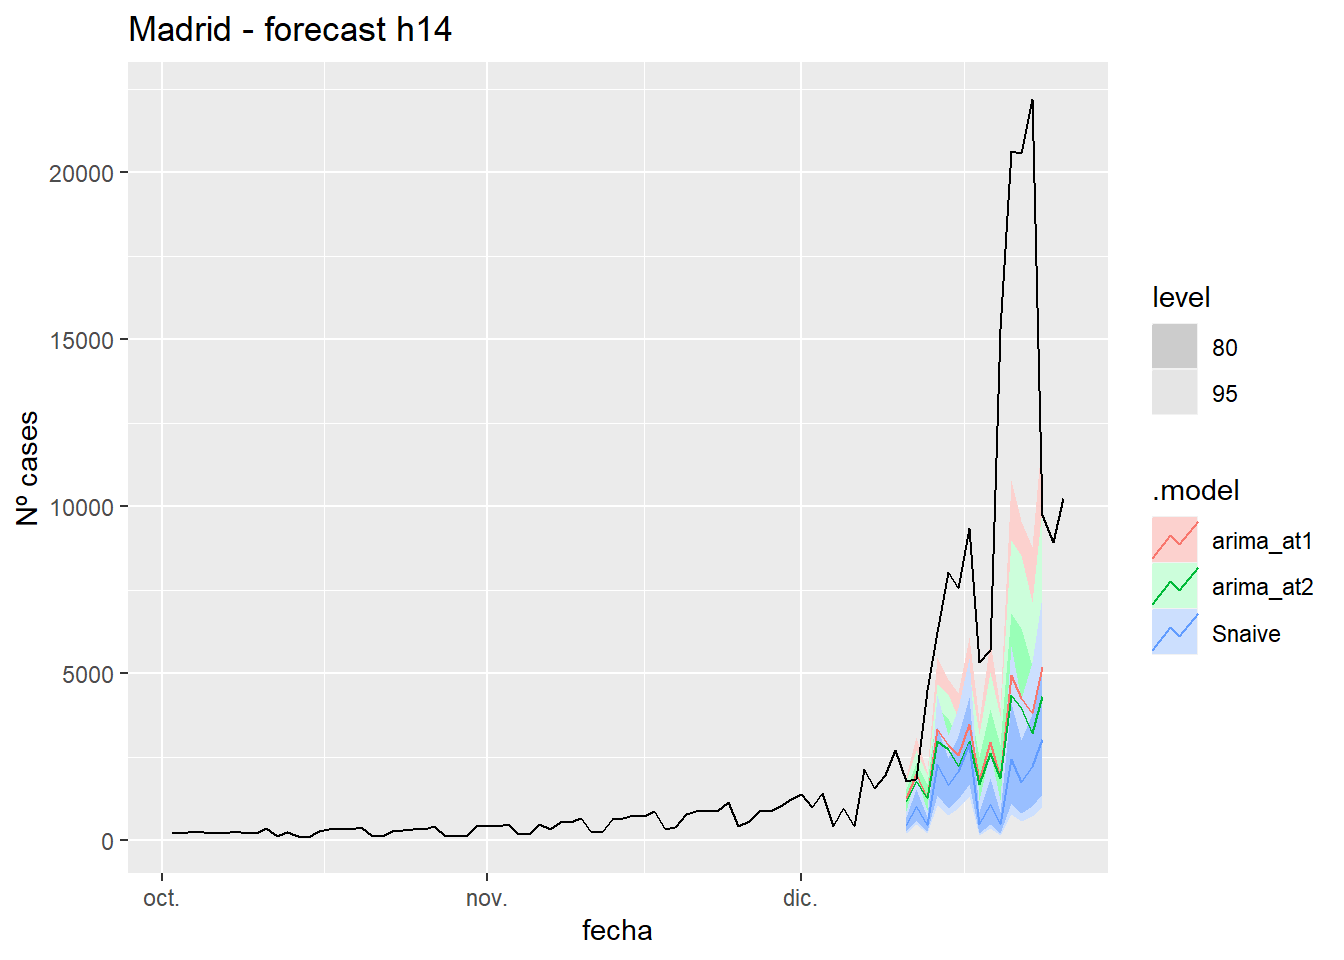 Madrid - forecast h14
20000
15000
10000
5000
0
Nº cases
oct.
nov.
dic.
fecha
level
80
95
.model
arima_at1
arima_at2
Snaive